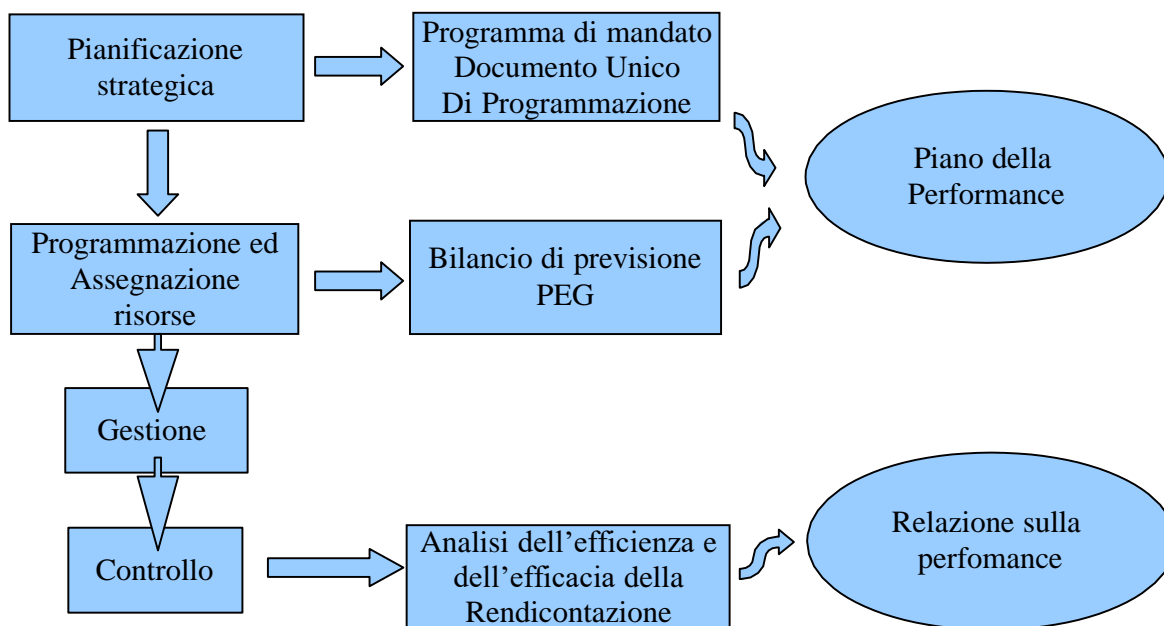 Pianificazione
strategica
Programma di mandato
Documento Unico
Di Programmazione
Piano della
Performance
Programmazione ed
Assegnazione
risorse
Bilancio di previsione
PEG
Gestione
Controllo
Analisi dell’efficienza e
dell’efficacia della
Rendicontazione
Relazione sulla
perfomance